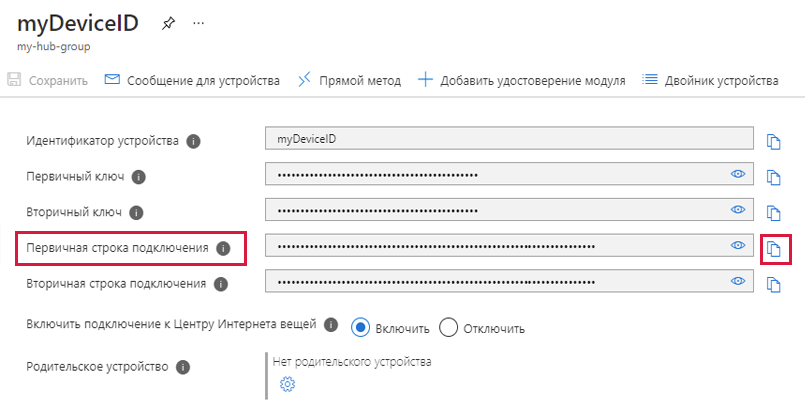 myDeviceID ...
my-hub-group
Сохранить Сообщение для устройства Прямой метод Добавить удостоверение модуля Двойник устройства
Идентификатор устройства myDeviceID
Первичный ключ
Вторичный ключ
Первичная строка подключения
Вторичная строка подключения
Включить подключение к Центру Интернета вещей Включить Отключить
Родительское устройство Нет родительского устройства